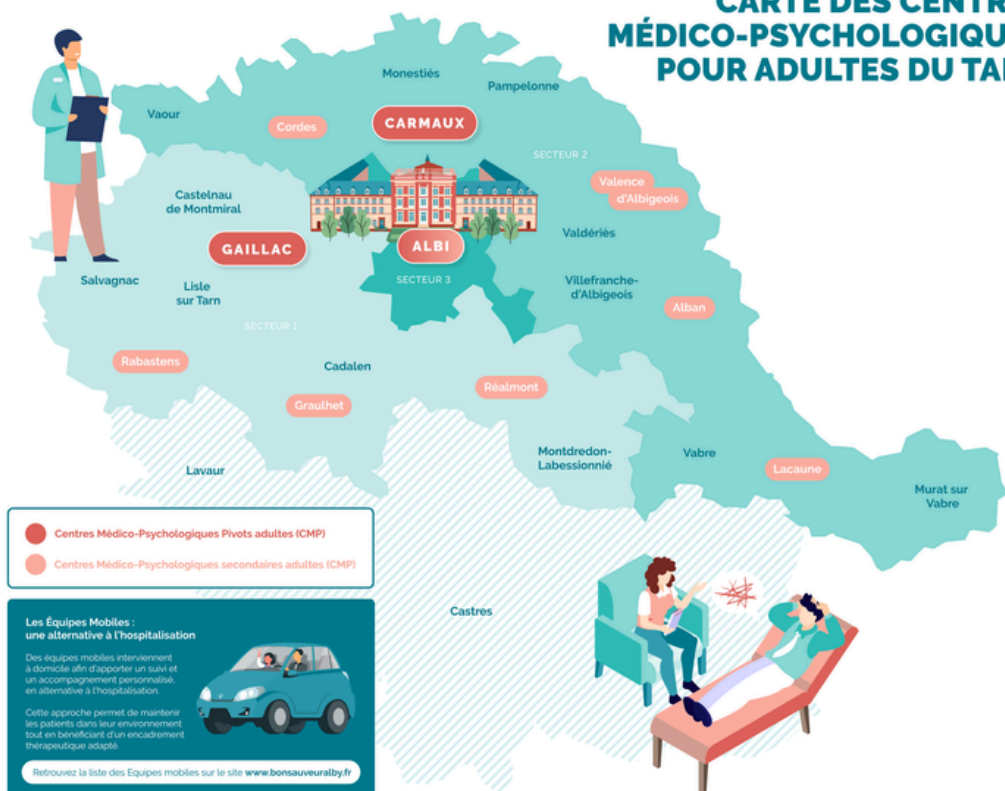 CARTE DES CENTR
MÉDICO-PSYCHOLOGIQU
POUR ADULTES DU TA
Monestiés
Pampelonne
Vaour
Cordes
CARMAUX
SECTEUR 2
Valence
d'Albigeois
Castelnau
de Montmiral
GAILLAC
ALBI
Valdériès
SECTEUR 3
Salvagnac
Lisle
sur Tarn
Villefranche-
d'Albigeois
Alban
SECTEUR 1
Rabastens
Cadalen
Réalmont
Graulhet
Lavaur
Montdredon-
Labessionnié
Vabre
Lacaune
Murat sur
Vabre
Centres Médico-Psychologiques Pivots adultes (CMP)
Centres Médico-Psychologiques secondaires adultes (CMP)
Castres
Les Équipes Mobiles :
une alternative à l'hospitalisation
Des équipes mobiles interviennent
à domicile afin d'apporter un suivi et
un accompagnement personnalisé,
en alternative à l'hospitalisation.
Cette approche permet de maintenir
les patients dans leur environnement
tout en bénéficiant d'un encadrement
thérapeutique adapté.
Retrouvez la liste des Equipes mobiles sur le site www.bonsauveuralby.fr